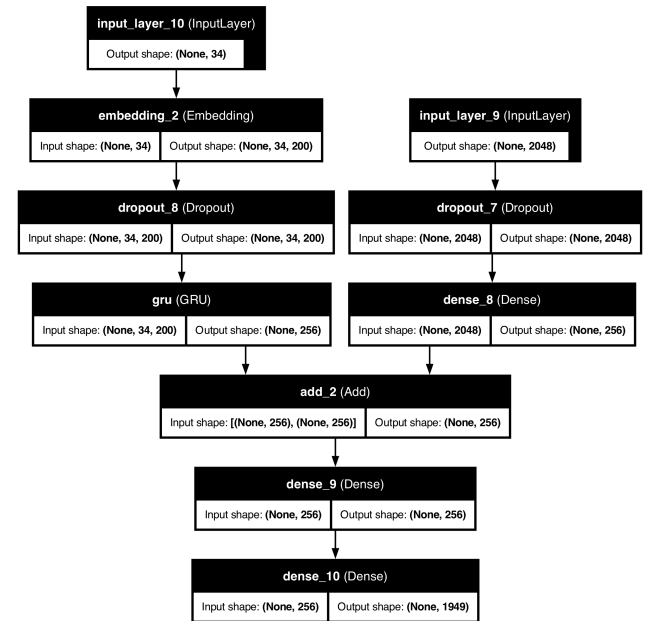 input_layer_10 (InputLayer)
Output shape: (None, 34)
embedding_2 (Embedding)
Input shape: (None, 34) Output shape: (None, 34, 200)
input_layer_9 (InputLayer)
Output shape: (None, 2048)
dropout_8 (Dropout)
Input shape: (None, 34, 200) Output shape: (None, 34, 200)
dropout_7 (Dropout)
Input shape: (None, 2048) Output shape: (None, 2048)
gru (GRU)
Input shape: (None, 34, 200) Output shape: (None, 256)
dense_8 (Dense)
Input shape: (None, 2048) Output shape: (None, 256)
add_2 (Add)
Input shape: [(None, 256), (None, 256)] Output shape: (None, 256)
dense_9 (Dense)
Input shape: (None, 256) Output shape: (None, 256)
dense_10 (Dense)
Input shape: (None, 256) Output shape: (None, 1949)